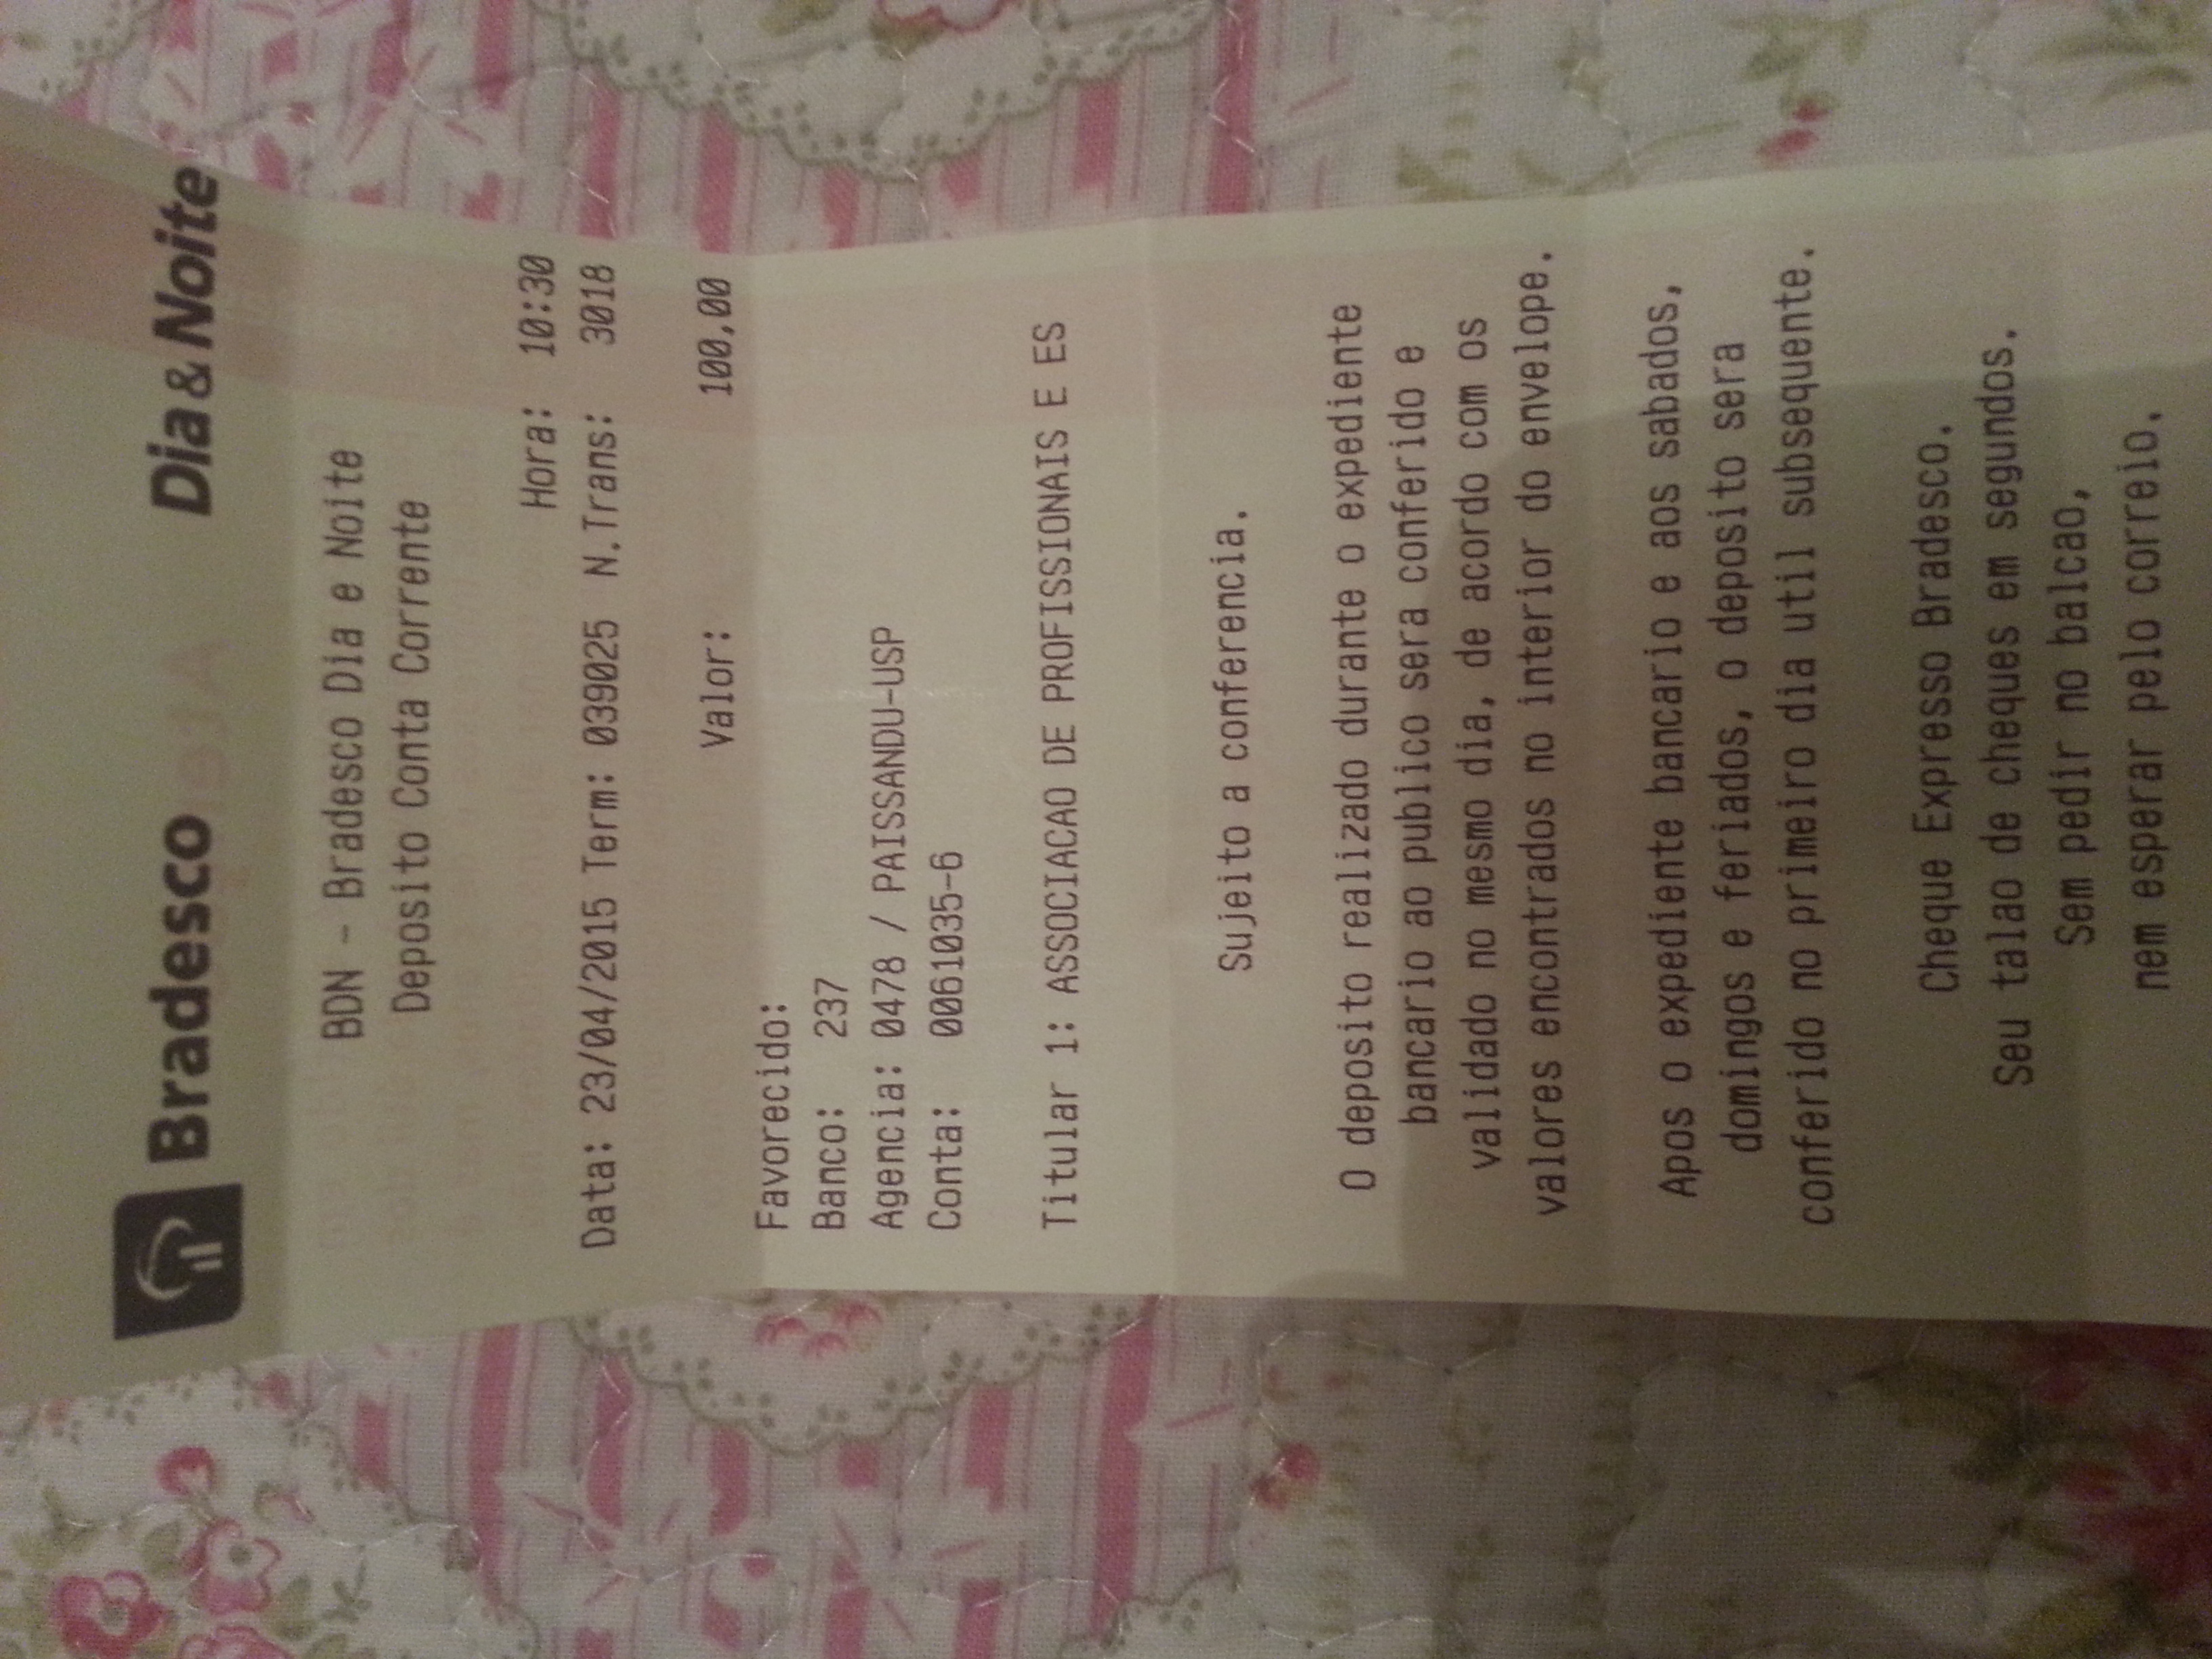 Bradesco Dia & Noite
BDN - Bradesco Dia e Noite
Deposito Conta Corrente
Hora: 10:30
Data: 23/04/2015 Term: 039025 N.Trans: 3018
Valor: 100,00
Favorecido:
Banco: 237
Agencia: 0478 / PAISSANDU-USP
Conta: 0061035-6
Titular 1: ASSOCIACAO DE PROFISSIONAIS E ES
Sujeito a conferencia.
O deposito realizado durante o expediente
bancario ao publico sera conferido e
validado no mesmo dia, de acordo com os
valores encontrados no interior do envelope.
Apos o expediente bancario e aos sabados,
domingos e feriados, o deposito sera
conferido no primeiro dia util subsequente.
Cheque Expresso Bradesco.
Seu talao de cheques em segundos.
Sem pedir no balcao,
nem esperar pelo correio.